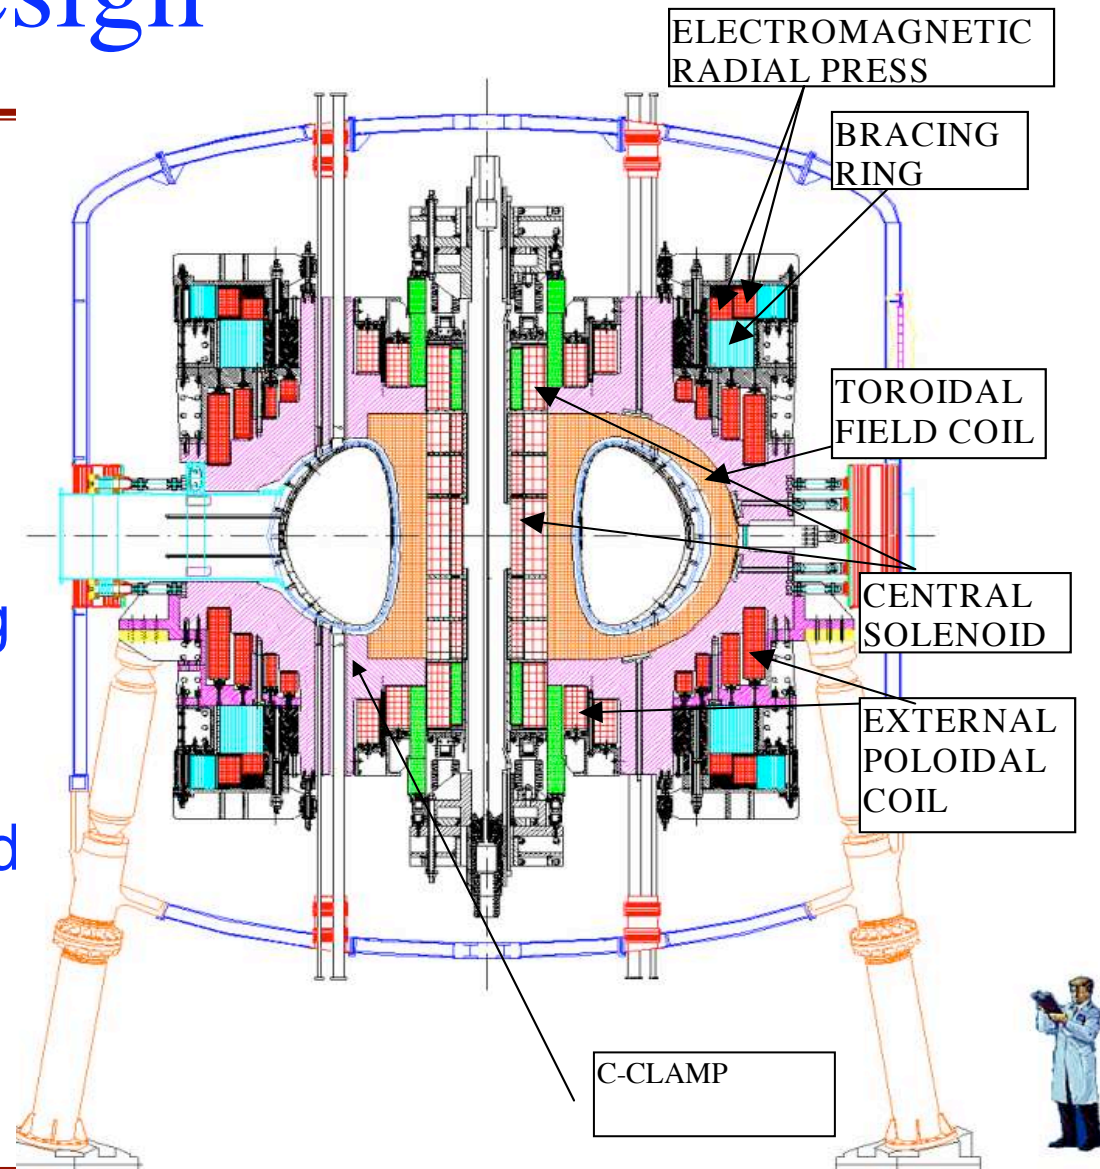 ELECTROMAGNETIC
RADIAL PRESS
BRACING
RING
TOROIDAL
FIELD COIL
CENTRAL
SOLENOID
EXTERNAL
POLOIDAL
COIL
C-CLAMP